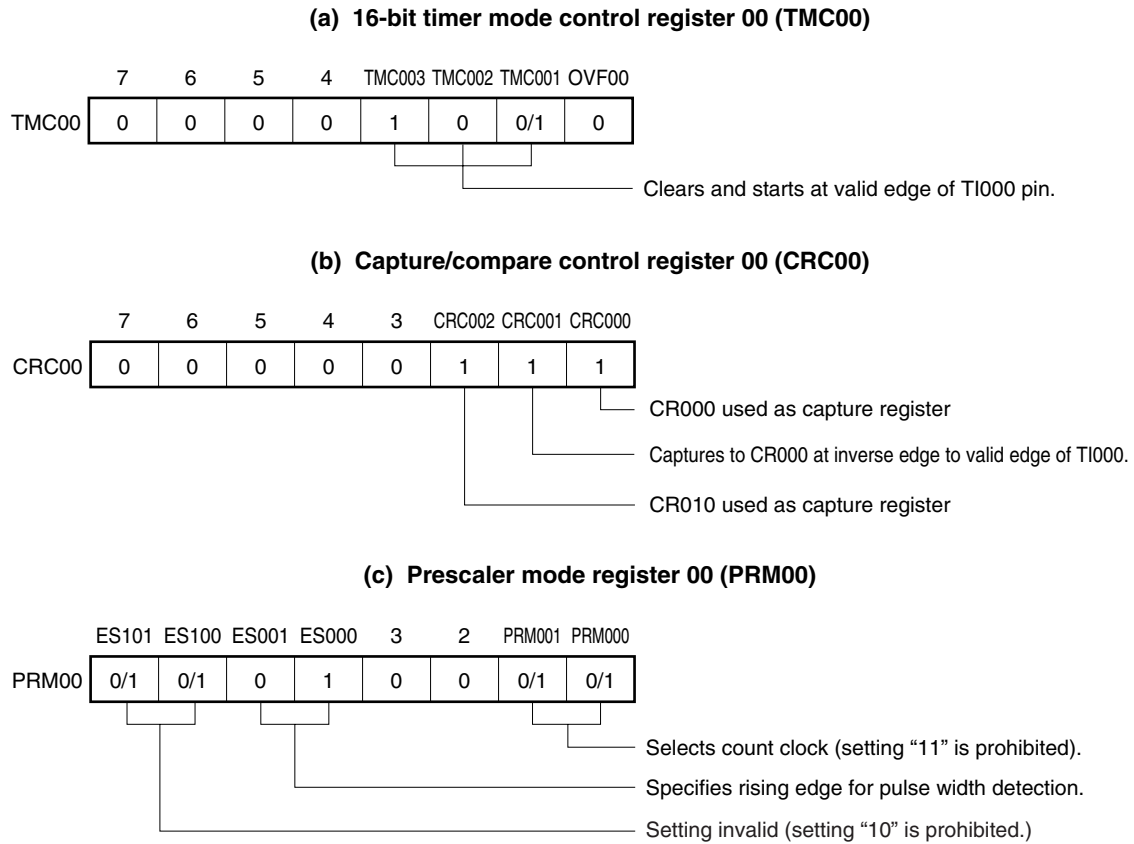 (a) 16-bit timer mode control register 00 (TMC00)
7 6 5 4 TMC003 TMC002 TMC001 OVF00
TMC00 0 0 0 0 1 0 0/1 0
Clears and starts at valid edge of TI000 pin.
(b) Capture/compare control register 00 (CRC00)
7 6 5 4 3 CRC002 CRC001 CRC000
CRC00 0 0 0 0 0 1 1 1
CR000 used as capture register
Captures to CR000 at inverse edge to valid edge of TI000.
CR010 used as capture register
(c) Prescaler mode register 00 (PRM00)
ES101 ES100 ES001 ES000 3 2 PRM001 PRM000
PRM00 0/1 0/1 0 1 0 0 0/1 0/1
Selects count clock (setting “11” is prohibited).
Specifies rising edge for pulse width detection.
Setting invalid (setting “10” is prohibited.)